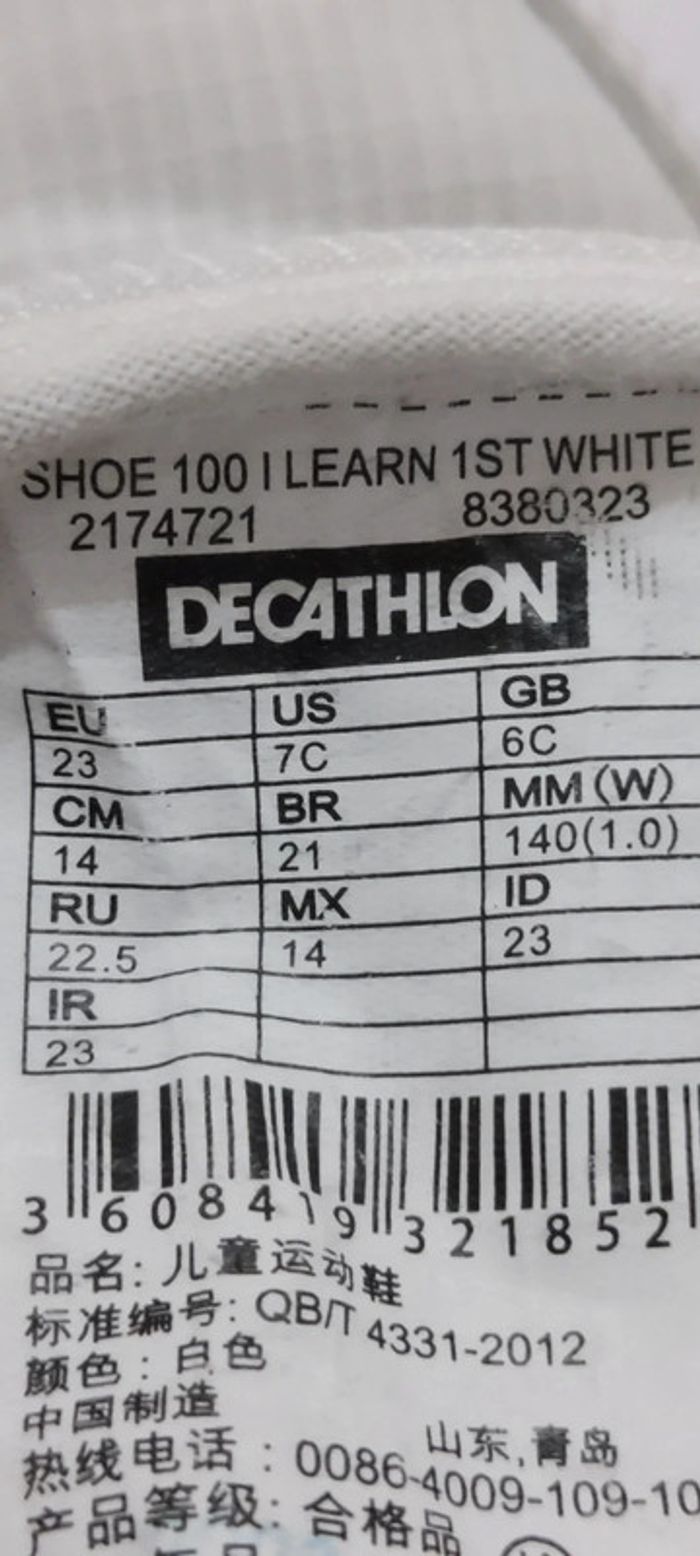 SHOE 100 I LEARN 1ST WHITE
2174721 8380323
DECATHLON
EU US GB
23 7C 6C
CM BR MM (W)
14 21 140(1.0)
RU MX ID
22.5 14 23
IR
23
3 608419 321852
品名: 儿童运动鞋
标准编号: QB/T 4331-2012
颜色: 白色
中国制造
山东,青岛
热线电话: 0086-4009-109-10
产品等级: 合格品